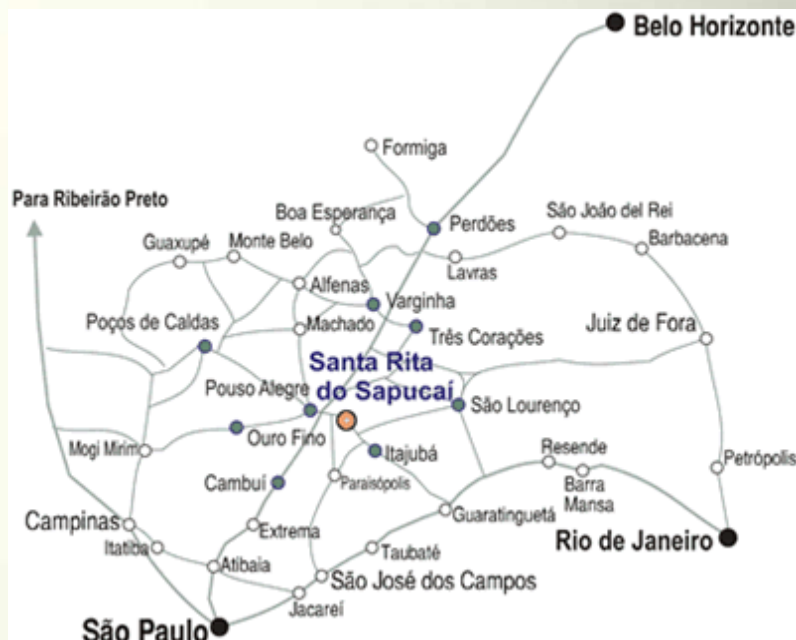 Belo Horizonte
Formiga
Para Ribeirão Preto
Boa Esperança
Perdões
São João del Rei
Guaxupé
Monte Belo
Barbacena
Lavras
Alfenas
Varginha
Poços de Caldas
Machado
Três Corações
Juiz de Fora
Santa Rita
do Sapucaí
Pouso Alegre
São Lourenço
Ouro Fino
Mogi Mirim
Itajubá
Resende
Petrópolis
Cambuí
Paraisópolis
Barra
Mansa
Guaratinguetá
Campinas
Extrema
Rio de Janeiro
Itatiba
Taubaté
Atibaia
São José dos Campos
Jacareí
São Paulo